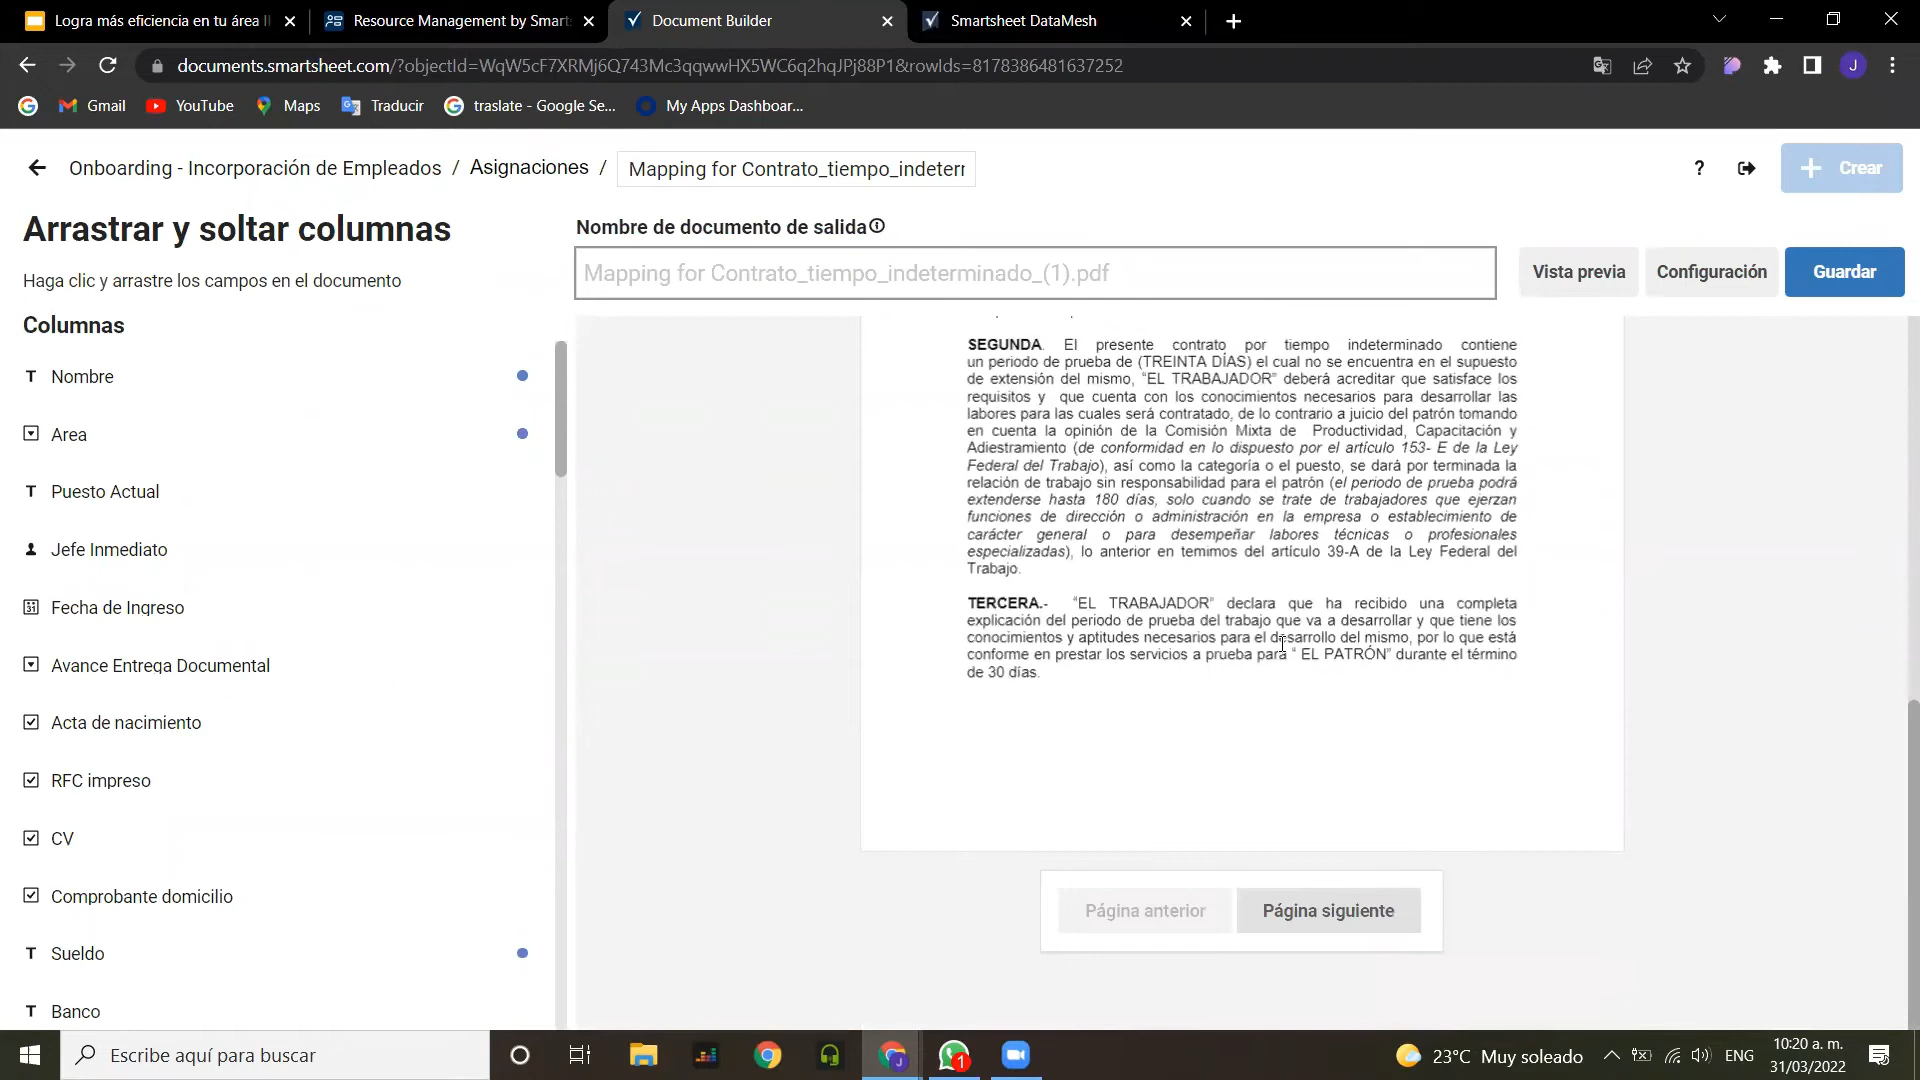 Logra más eficiencia en tu área
Resource Management by Smarts
Document Builder
Smartsheet DataMesh
documents.smartsheet.com/?objectId=WqW5cF7XRMj6Q743Mc3qqwwHX5WC6q2hqJPj88P1&rowIds=8178386481637252
J
Gmail
YouTube
Maps
Traducir
traslate - Google Se...
My Apps Dashboar...
Onboarding - Incorporación de Empleados / Asignaciones / Mapping for Contrato_tiempo_indeterr
? Crear
Arrastrar y soltar columnas
Haga clic y arrastre los campos en el documento
Columnas
T Nombre
Area
T Puesto Actual
Jefe Inmediato
31 Fecha de Ingreso
Avance Entrega Documental
Acta de nacimiento
RFC impreso
CV
Comprobante domicilio
T Sueldo
T Banco
Nombre de documento de salida
Mapping for Contrato_tiempo_indeterminado_(1).pdf
Vista previa
Configuración
Guardar
SEGUNDA. El presente contrato por tiempo indeterminado contiene
un periodo de prueba de (TREINTA DÍAS) el cual no se encuentra en el supuesto
de extensión del mismo, “EL TRABAJADOR” deberá acreditar que satisface los
requisitos y que cuenta con los conocimientos necesarios para desarrollar las
labores para las cuales será contratado, de lo contrario a juicio del patrón tomando
en cuenta la opinión de la Comisión Mixta de Productividad, Capacitación y
Adiestramiento (de conformidad en lo dispuesto por el artículo 153- E de la Ley
Federal del Trabajo), así como la categoría o el puesto, se dará por terminada la
relación de trabajo sin responsabilidad para el patrón (el periodo de prueba podrá
extenderse hasta 180 días, solo cuando se trate de trabajadores que ejerzan
funciones de dirección o administración en la empresa o establecimiento de
carácter general o para desempeñar labores técnicas o profesionales
especializadas), lo anterior en temimos del artículo 39-A de la Ley Federal del
Trabajo.
TERCERA.- “EL TRABAJADOR” declara que ha recibido una completa
explicación del periodo de prueba del trabajo que va a desarrollar y que tiene los
conocimientos y aptitudes necesarios para el desarrollo del mismo, por lo que está
conforme en prestar los servicios a prueba para “ EL PATRÓN” durante el término
de 30 días.
Página anterior
Página siguiente
Escribe aquí para buscar
J
1
23°C Muy soleado
ENG
10:20 a. m.
31/03/2022